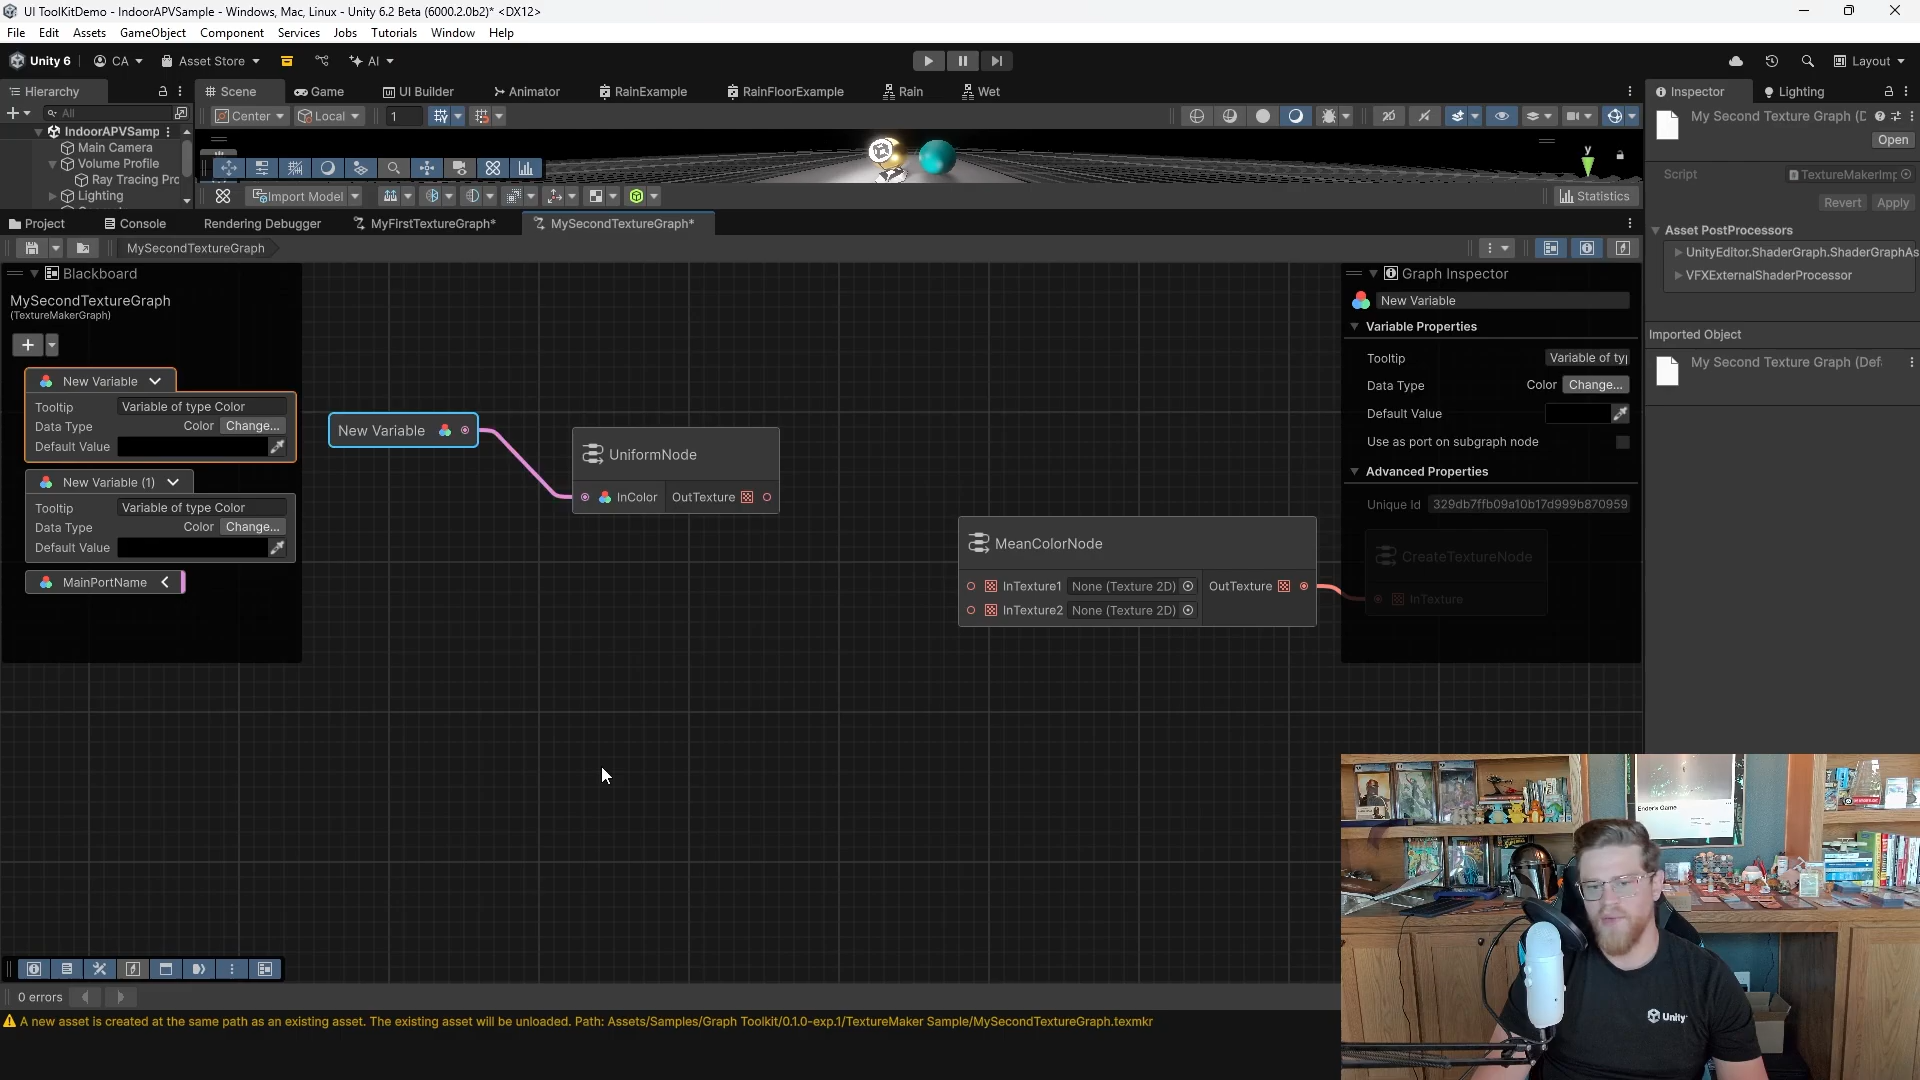 UI ToolKitDemo - IndoorAPVSample - Windows, Mac, Linux - Unity 6.2 Beta (6000.2.0b2)* <DX12>
File Edit Assets GameObject Component Services Jobs Tutorials Window Help
Unity 6 CA Asset Store AI Layout
Hierarchy Scene Game UI Builder Animator RainExample RainFloorExample Rain Wet Inspector Lighting
All Center Local 1 2D
My Second Texture Graph (D
Open
IndoorAPVSamp
Main Camera
Volume Profile
Ray Tracing Pro
Lighting
y
Import Model Statistics
Script TextureMakerImp
Revert Apply
Project Console Rendering Debugger MyFirstTextureGraph* MySecondTextureGraph*
Asset PostProcessors
UnityEditor.ShaderGraph.ShaderGraphAs
VFXExternalShaderProcessor
Imported Object
My Second Texture Graph (Def
MySecondTextureGraph
Blackboard
MySecondTextureGraph
(TextureMakerGraph)
+
New Variable
Tooltip Variable of type Color
Data Type Color Change...
Default Value
New Variable (1)
Tooltip Variable of type Color
Data Type Color Change...
Default Value
MainPortName
New Variable
UniformNode
InColor OutTexture
MeanColorNode
InTexture1 None (Texture 2D) OutTexture
InTexture2 None (Texture 2D)
Graph Inspector
New Variable
Variable Properties
Tooltip Variable of ty
Data Type Color Change...
Default Value
Use as port on subgraph node
Advanced Properties
Unique Id 329db7ffb09a10b17d999b870959
CreateTextureNode
InTexture
0 errors
A new asset is created at the same path as an existing asset. The existing asset will be unloaded. Path: Assets/Samples/Graph Toolkit/0.1.0-exp.1/TextureMaker Sample/MySecondTextureGraph.texmkr
Ender's Game
Unity